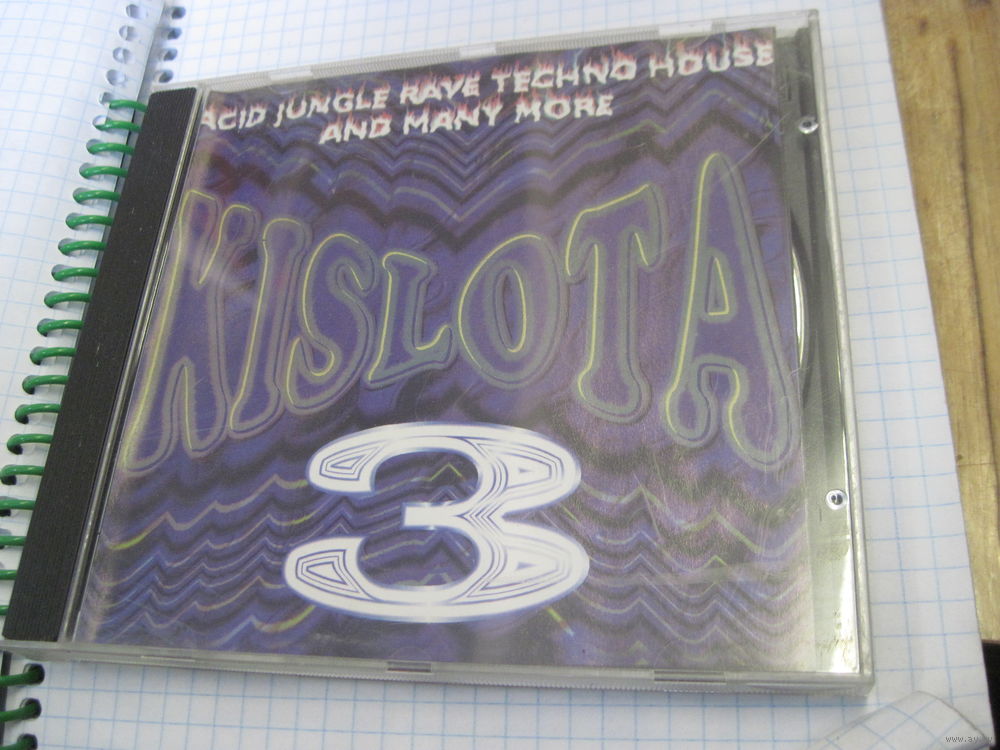 ACID JUNGLE RAVE TECHNO HOUSE
AND MANY MORE
KISLOTA
3